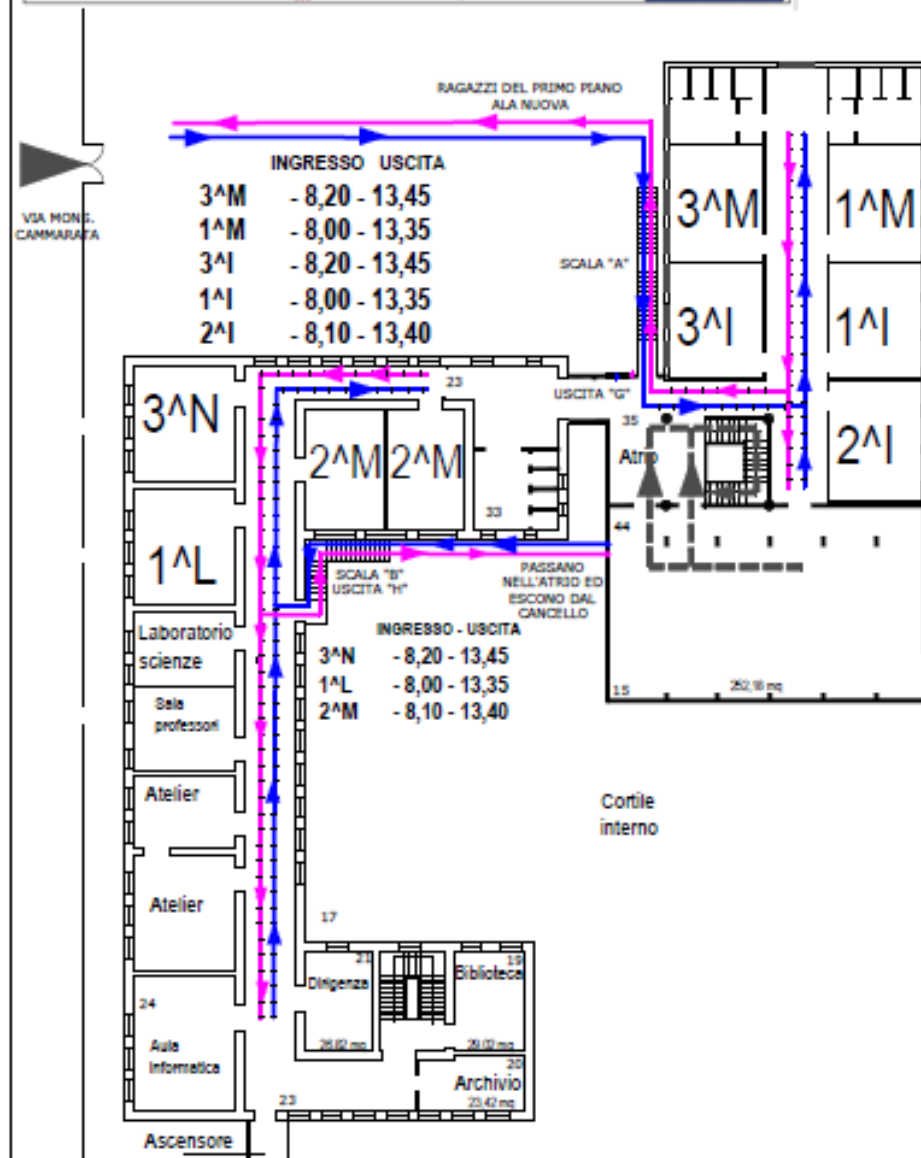 RAGAZZI DEL PRIMO PIANO
ALA NUOVA
INGRESSO USCITA
3^M - 8,20 - 13,45
1^M - 8,00 - 13,35
3^I - 8,20 - 13,45
1^I - 8,00 - 13,35
2^I - 8,10 - 13,40
VIA MONS.
CAMMARATA
SCALA "A"
3^M
1^M
3^I
1^I
2^I
USCITA "G"
35
Atrio
44
23
3^N
2^M
2^M
33
1^L
SCALA "B"
USCITA "H"
PASSANO
NELL'ATRIO ED
ESCONO DAL
CANCELLO
INGRESSO - USCITA
3^N - 8,20 - 13,45
1^L - 8,00 - 13,35
2^M - 8,10 - 13,40
Laboratorio
scienze
Sala
professori
15
252,18 mq
Atelier
Cortile
interno
Atelier
17
21
Dirigenza
26,82 mq
19
Biblioteca
29,02 mq
24
Aula
Informatica
20
Archivio
23,42 mq
23
Ascensore